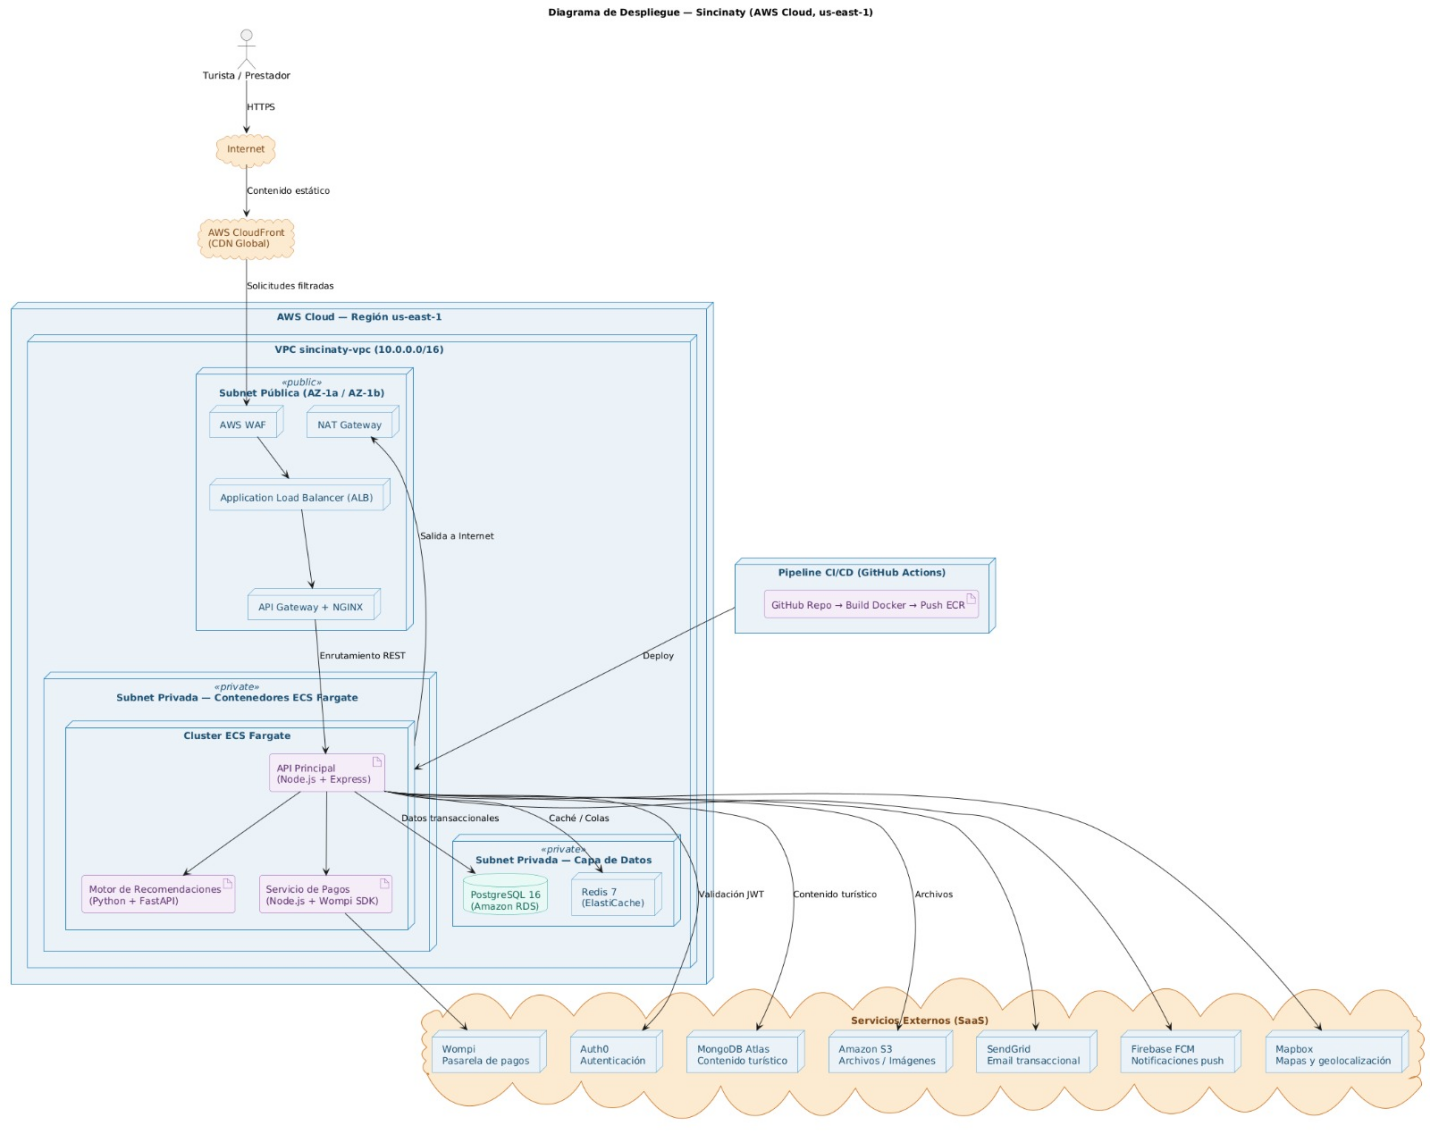 Diagrama de Despliegue — Sincinaty (AWS Cloud, us-east-1)
Turista / Prestador
HTTPS
Internet
Contenido estático
AWS CloudFront
(CDN Global)
Solicitudes filtradas
AWS Cloud — Región us-east-1
VPC sincinaty-vpc (10.0.0.0/16)
«public»
Subnet Pública (AZ-1a / AZ-1b)
AWS WAF
NAT Gateway
Application Load Balancer (ALB)
Salida a Internet
API Gateway + NGINX
Pipeline CI/CD (GitHub Actions)
GitHub Repo → Build Docker → Push ECR
Enrutamiento REST
Deploy
«private»
Subnet Privada — Contenedores ECS Fargate
Cluster ECS Fargate
API Principal
(Node.js + Express)
Datos transaccionales
Caché / Colas
«private»
Subnet Privada — Capa de Datos
Motor de Recomendaciones
(Python + FastAPI)
Servicio de Pagos
(Node.js + Wompi SDK)
PostgreSQL 16
(Amazon RDS)
Redis 7
(ElastiCache)
Validación JWT
Contenido turístico
Archivos
Servicios Externos (SaaS)
Wompi
Pasarela de pagos
Auth0
Autenticación
MongoDB Atlas
Contenido turístico
Amazon S3
Archivos / Imágenes
SendGrid
Email transaccional
Firebase FCM
Notificaciones push
Mapbox
Mapas y geolocalización